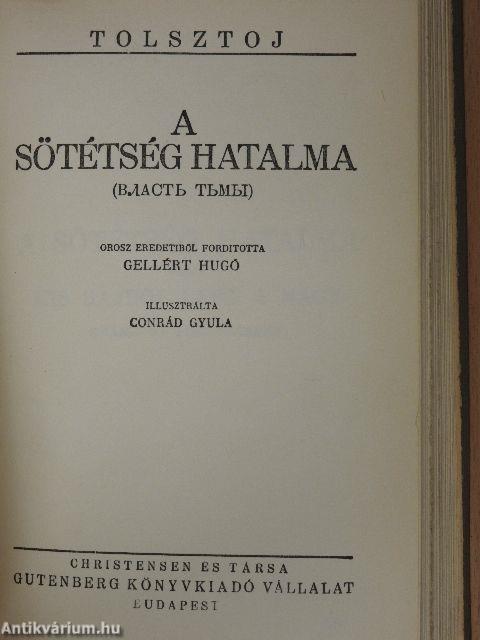 TOLSZTOJ
A
SÖTÉTSÉG HATALMA
(ВЛАСТЬ ТЬМЫ)
OROSZ EREDETIBŐL FORDITOTTA
GELLÉRT HUGÓ
ILLUSZTRÁLTA
CONRÁD GYULA
CHRISTENSEN ÉS TÁRSA
GUTENBERG KÖNYVKIADÓ VÁLLALAT
BUDAPEST
Antikvárium.hu